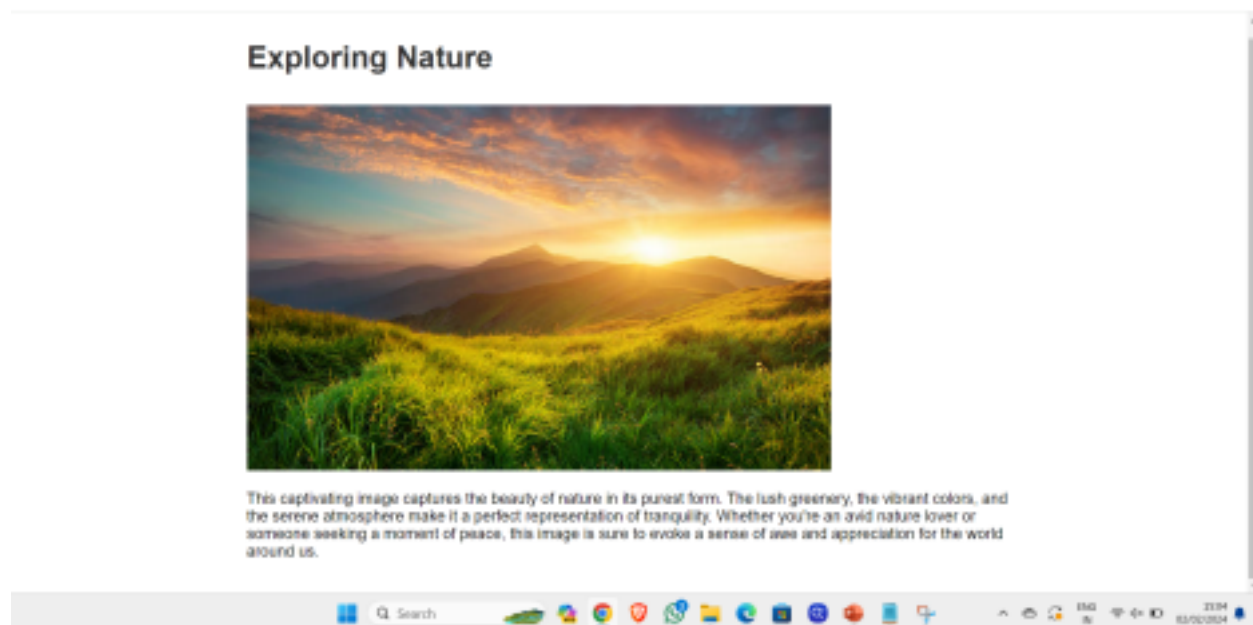 Exploring Nature
This captivating image captures the beauty of nature in its purest form. The lush greenery, the vibrant colors, and
the serene atmosphere make it a perfect representation of tranquility. Whether you're an avid nature lover or
someone seeking a moment of peace, this image is sure to evoke a sense of awe and appreciation for the world
around us.
Search
ENG
IN